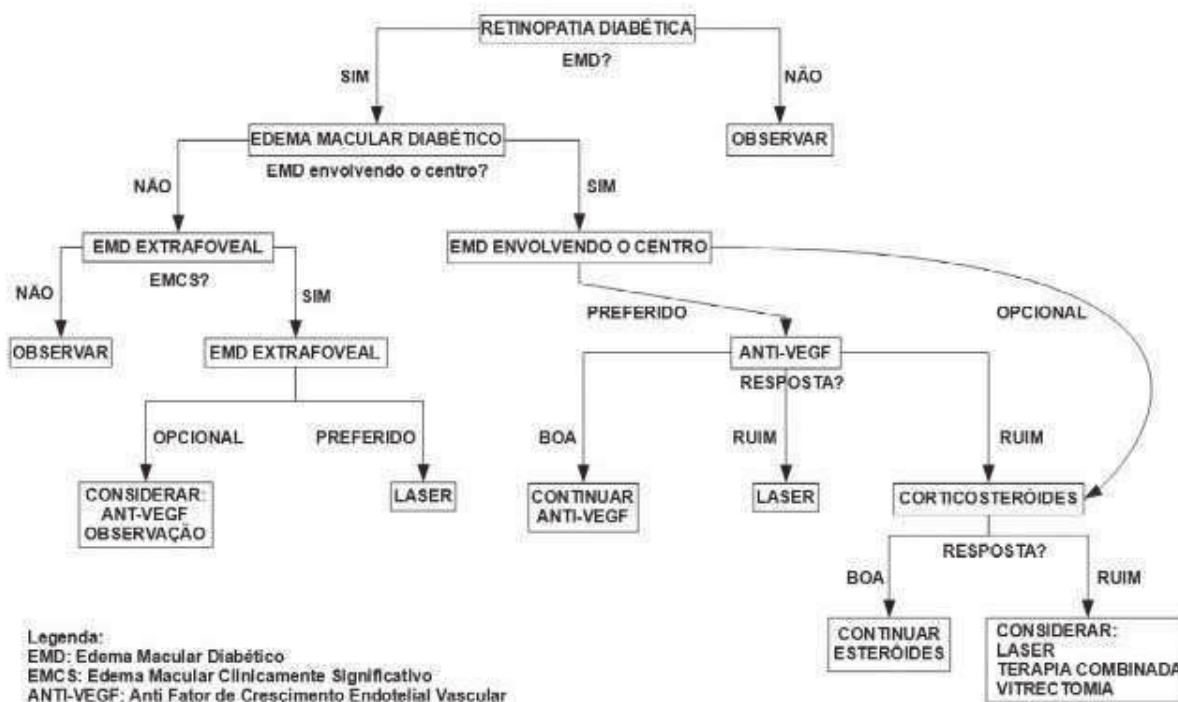 RETINOPATIA DIABÉTICA
EMD?
SIM
NÃO
EDEMA MACULAR DIABÉTICO
OBSERVAR
EMD envolvendo o centro?
NÃO
SIM
EMD EXTRAFOVEAL
EMD ENVOLVENDO O CENTRO
EMCS?
NÃO
SIM
PREFERIDO
OPCIONAL
OBSERVAR
EMD EXTRAFOVEAL
ANTI-VEGF
RESPOSTA?
OPCIONAL
PREFERIDO
BOA
RUIM
RUIM
CONSIDERAR:
ANT-VEGF
OBSERVAÇÃO
LASER
CONTINUAR
ANTI-VEGF
LASER
CORTICOSTERÓIDES
RESPOSTA?
BOA
RUIM
CONTINUAR
ESTERÓIDES
CONSIDERAR:
LASER
TERAPIA COMBINADA
VITRECTOMIA
Legenda:
EMD: Edema Macular Diabético
EMCS: Edema Macular Clinicamente Significativo
ANTI-VEGF: Anti Fator de Crescimento Endotelial Vascular